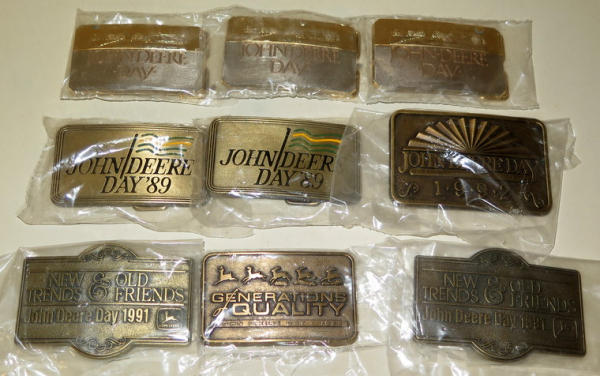 JOHN DEERE
DAY
JOHN DEERE
DAY
JOHN DEERE
DAY
JOHN DEERE
DAY '89
JOHN DEERE
DAY '89
JOHN DEERE DAY
NEW & OLD
TRENDS & FRIENDS
John Deere Day 1991
GENERATIONS
of QUALITY
NEW & OLD
TRENDS & FRIENDS
John Deere Day 1991